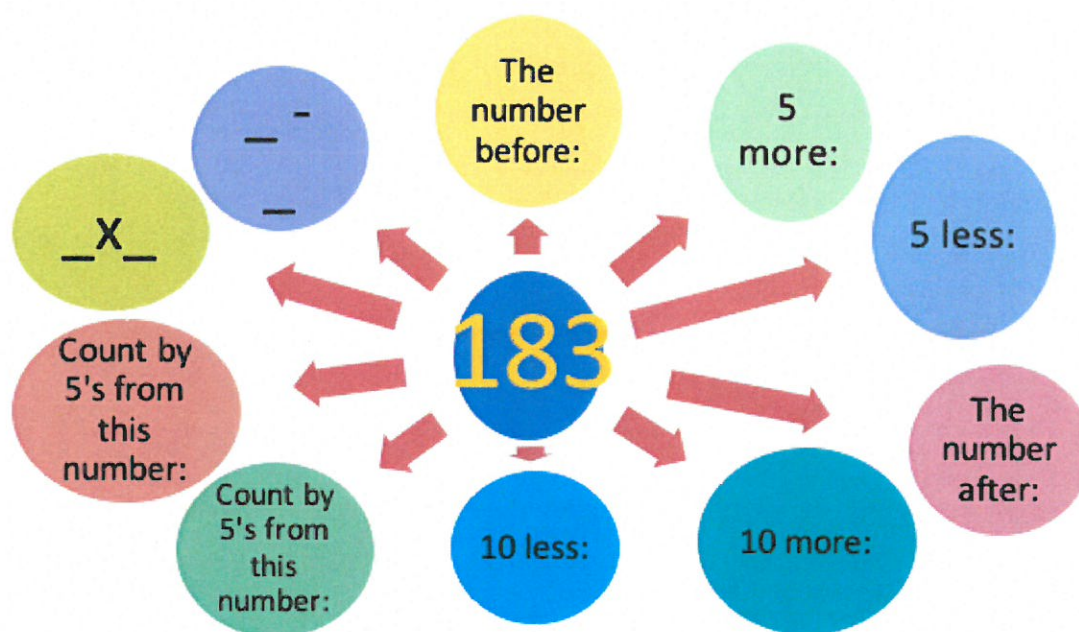 The
number
before:
5
more:
5 less:
The
number
after:
10 more:
10 less:
Count by
5's from
this
number:
Count by
5's from
this
number:
__X__
_ -
_
183